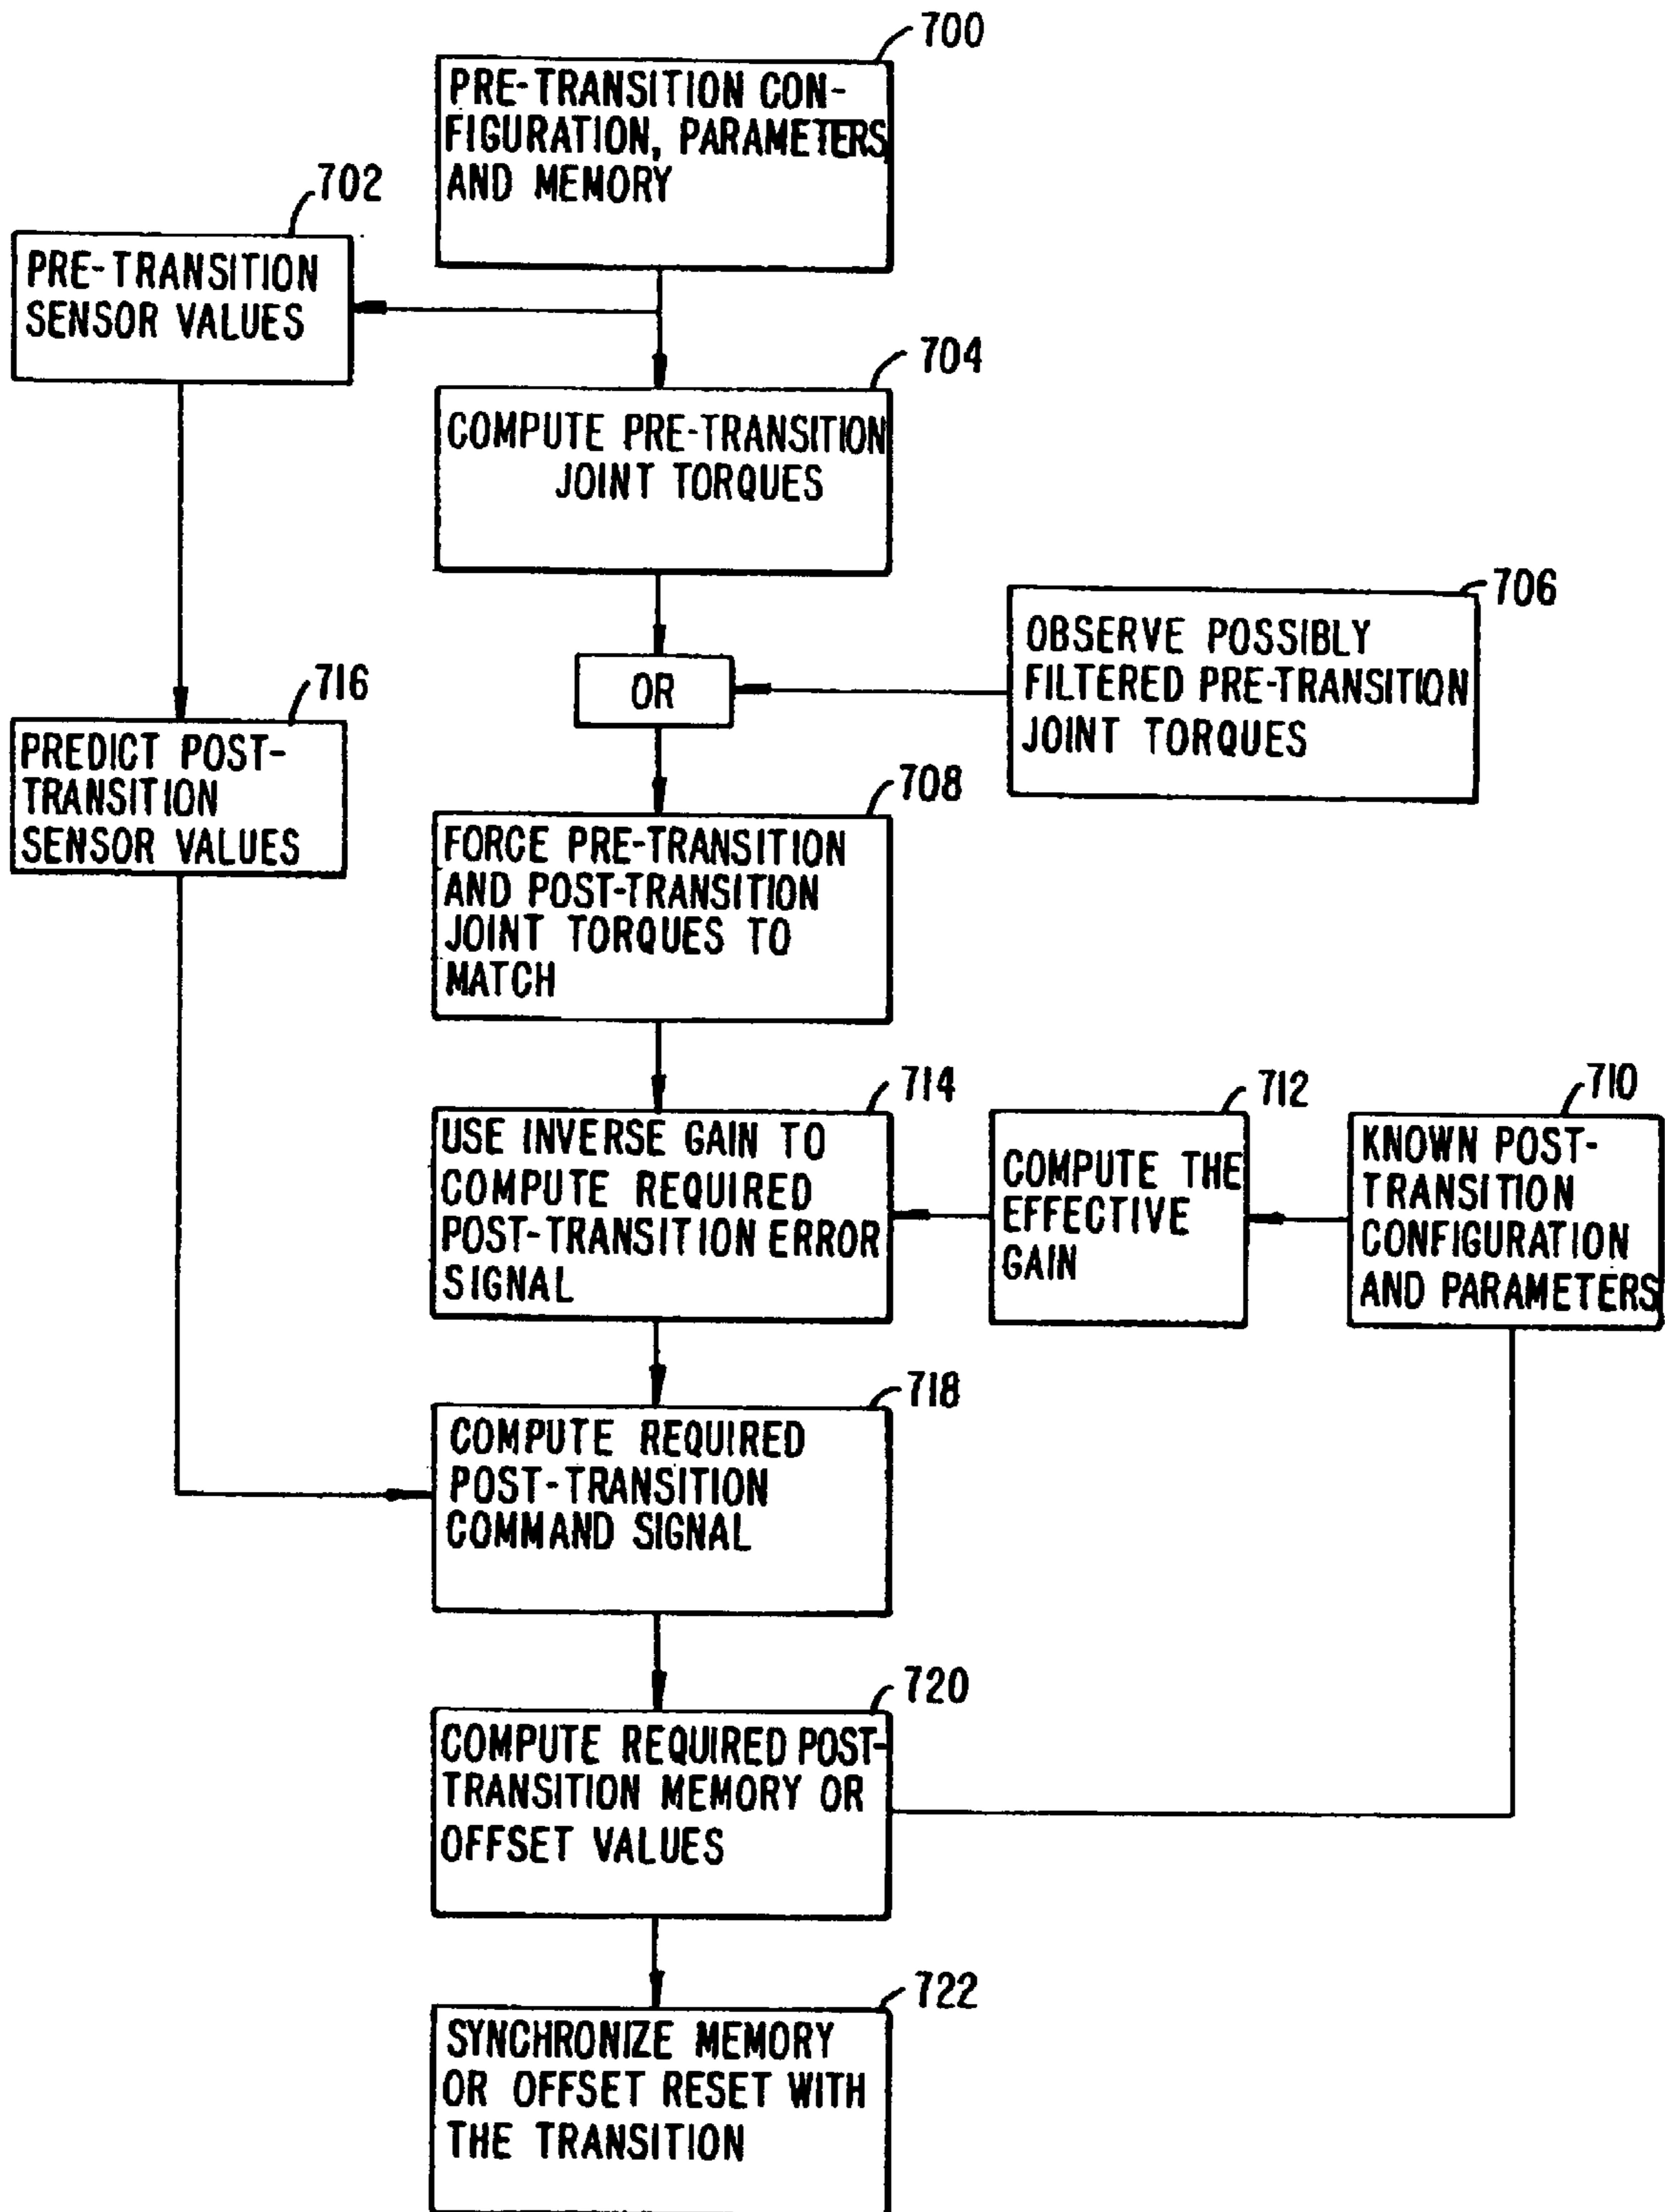 700
PRE-TRANSITION CON-
FIGURATION, PARAMETERS
AND MEMORY
702
PRE-TRANSITION
SENSOR VALUES
704
COMPUTE PRE-TRANSITION
JOINT TORQUES
706
OBSERVE POSSIBLY
FILTERED PRE-TRANSITION
JOINT TORQUES
OR
716
PREDICT POST-
TRANSITION
SENSOR VALUES
708
FORCE PRE-TRANSITION
AND POST-TRANSITION
JOINT TORQUES TO
MATCH
714
USE INVERSE GAIN TO
COMPUTE REQUIRED
POST-TRANSITION ERROR
SIGNAL
712
COMPUTE THE
EFFECTIVE
GAIN
710
KNOWN POST-
TRANSITION
CONFIGURATION
AND PARAMETERS
718
COMPUTE REQUIRED
POST-TRANSITION
COMMAND SIGNAL
720
COMPUTE REQUIRED POST-
TRANSITION MEMORY OR
OFFSET VALUES
722
SYNCHRONIZE MEMORY
OR OFFSET RESET WITH
THE TRANSITION